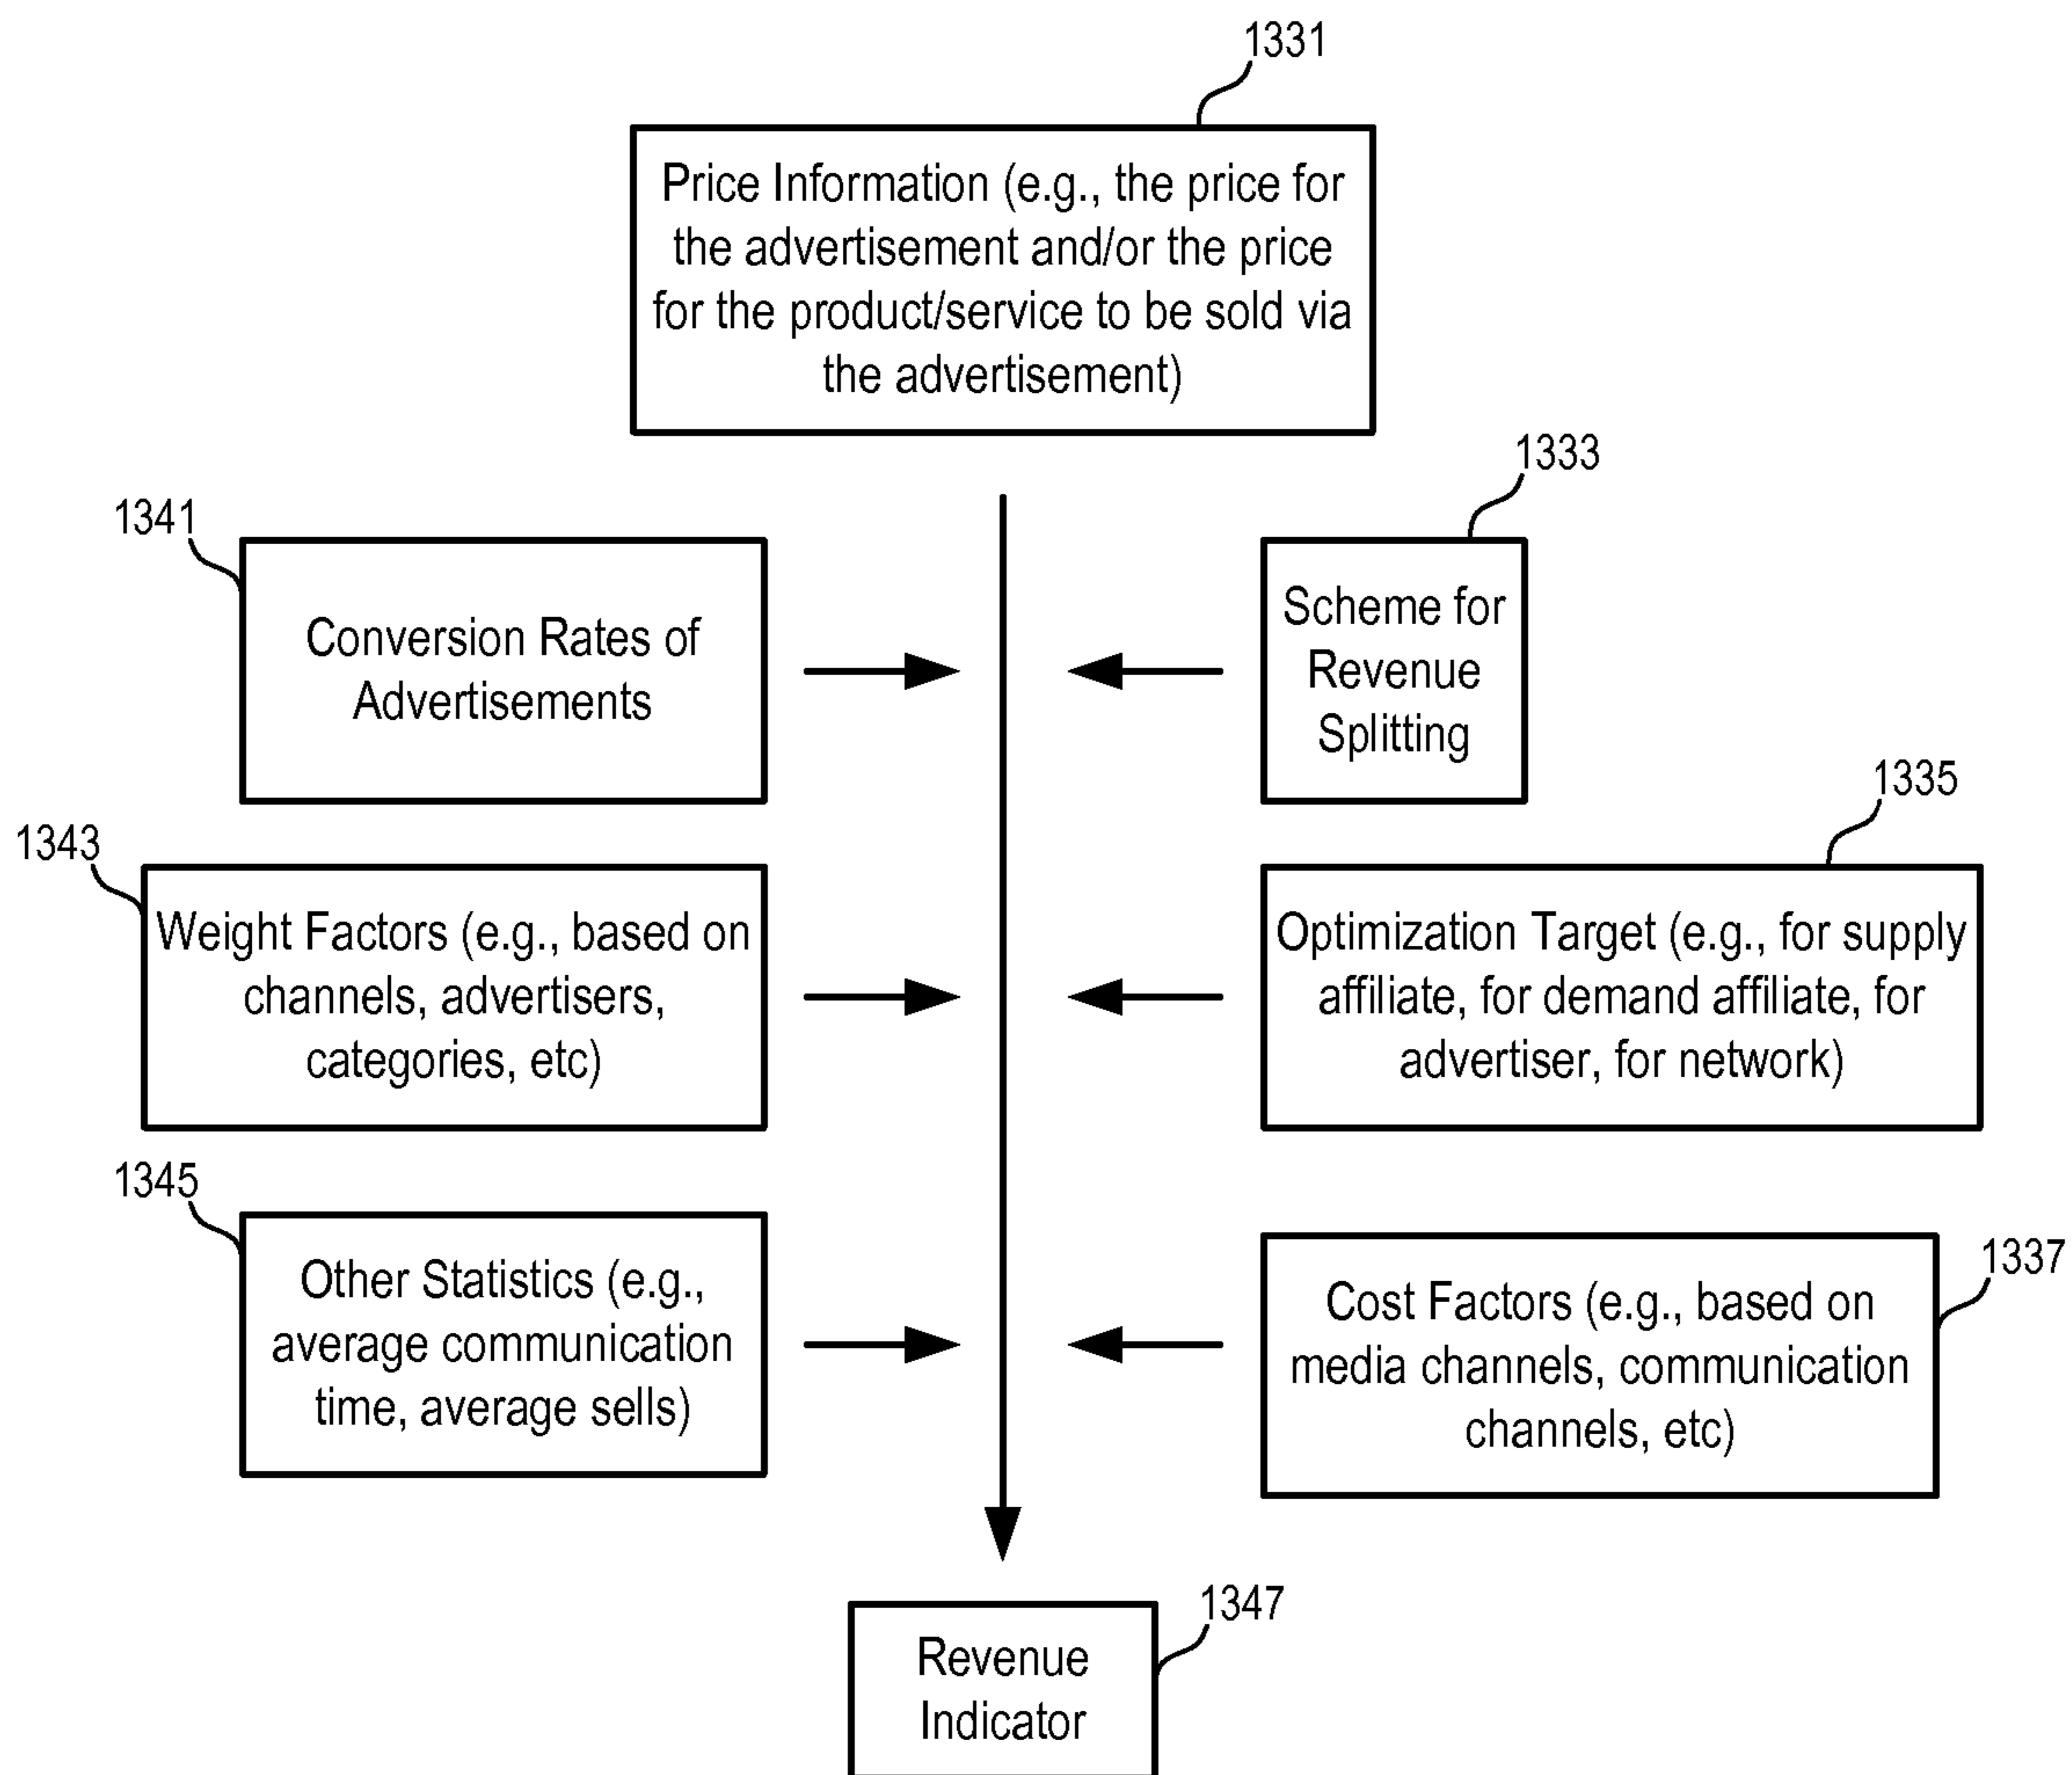 1331
Price Information (e.g., the price for
the advertisement and/or the price
for the product/service to be sold via
the advertisement)
1333
Scheme for
Revenue
Splitting
1341
Conversion Rates of
Advertisements
1335
Optimization Target (e.g., for supply
affiliate, for demand affiliate, for
advertiser, for network)
1343
Weight Factors (e.g., based on
channels, advertisers,
categories, etc)
1345
Other Statistics (e.g.,
average communication
time, average sells)
1337
Cost Factors (e.g., based on
media channels, communication
channels, etc)
1347
Revenue
Indicator